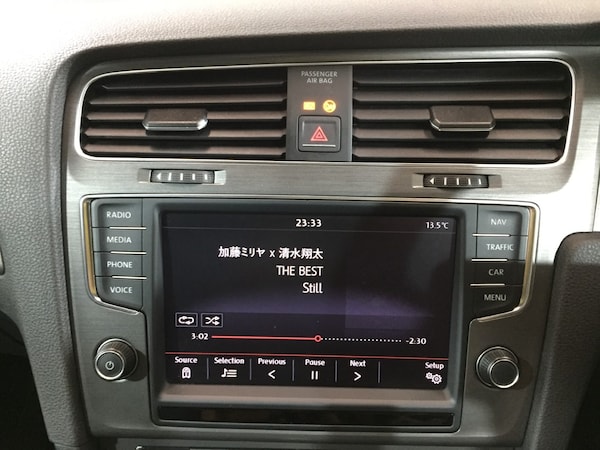 PASSENGER
AIR BAG
RADIO
MEDIA
PHONE
VOICE
23:33
13.5°C
加藤ミリヤ x 清水翔太
THE BEST
Still
3:02
-2:30
Source
Selection
Previous
Pause
Next
Setup
NAV
TRAFFIC
CAR
MENU